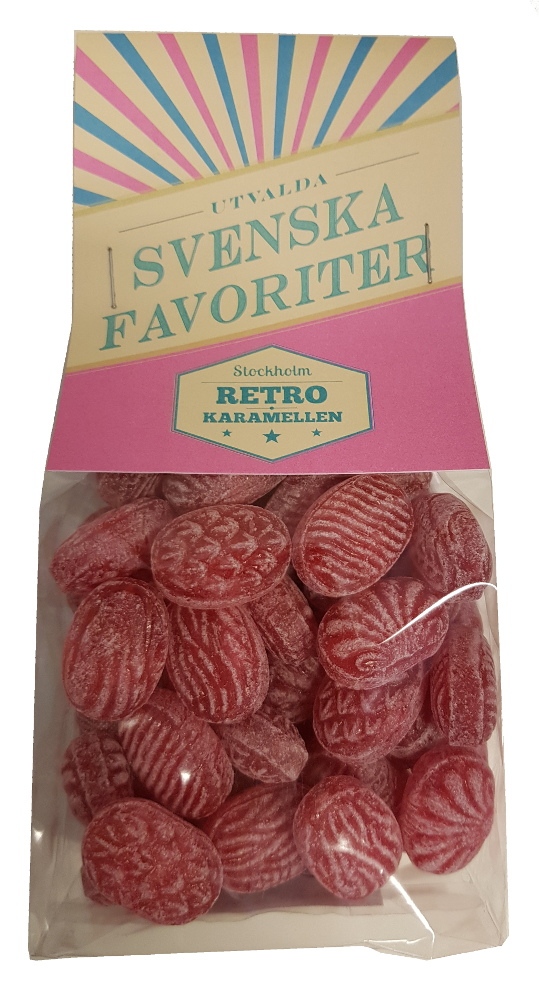 UTVALDA
SVENSKA
FAVORITER
Stockholm
RETRO
KARAMELLEN